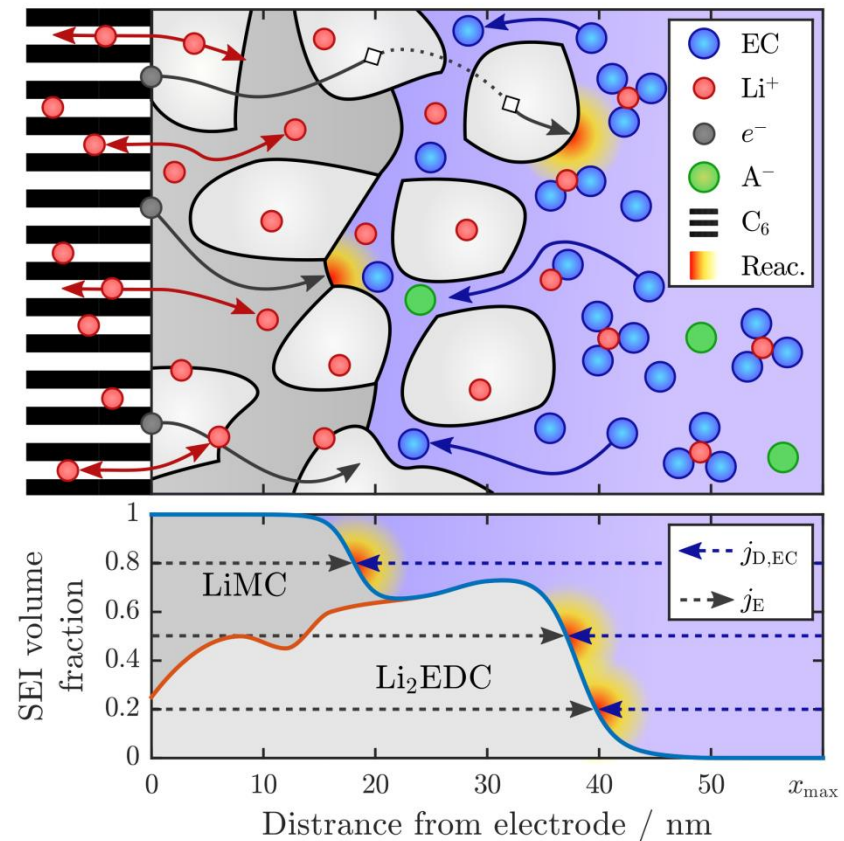 EC
Li⁺
e⁻
A⁻
C₆
Reac.
1
0.8
0.6
0.4
0.2
0
SEI volume
fraction
LiMC
Li₂EDC
j_D,EC
j_E
0 10 20 30 40 50 x_max
Distrance from electrode / nm